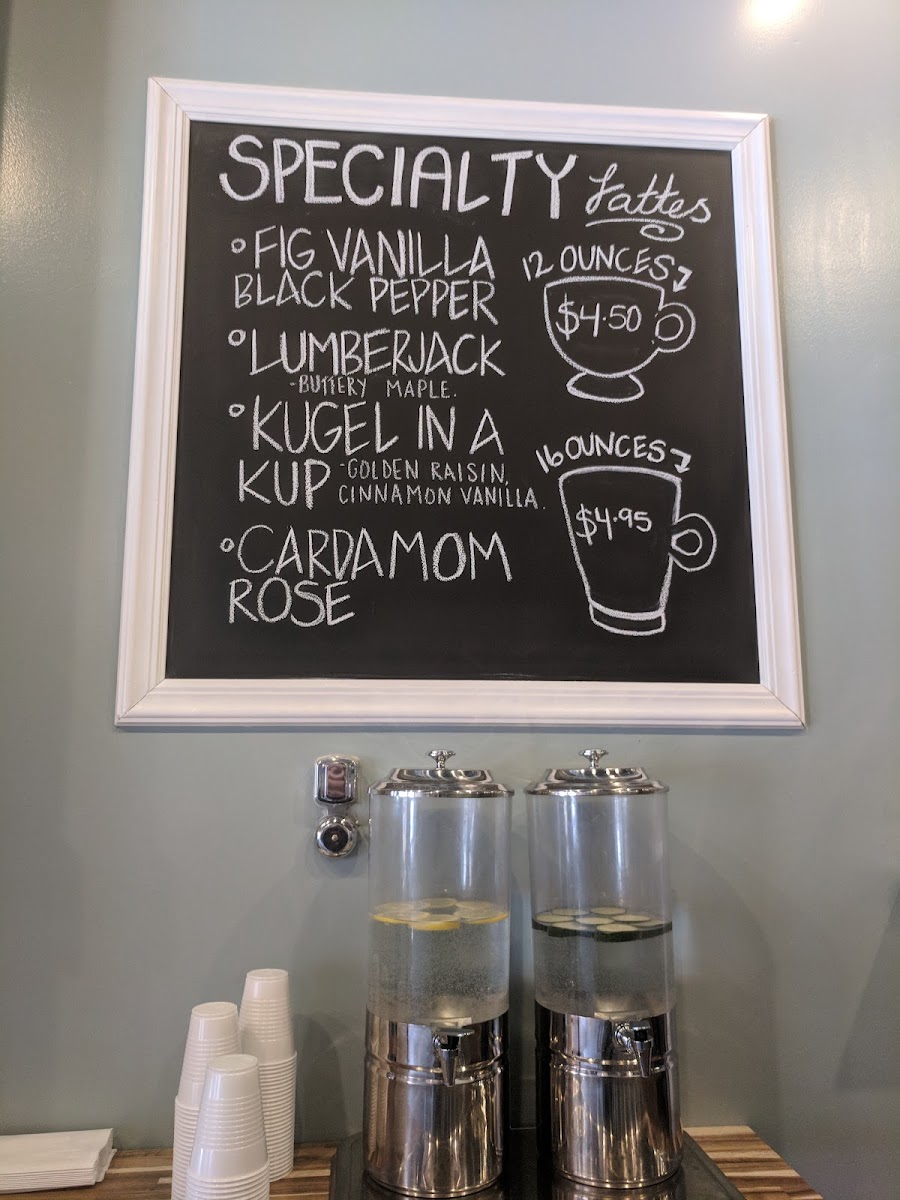 SPECIALTY Lattes
° FIG VANILLA
BLACK PEPPER
° LUMBERJACK
- BUTTERY MAPLE.
° KUGEL IN A
KUP - GOLDEN RAISIN,
CINNAMON VANILLA.
° CARDAMOM
ROSE
12 OUNCES
$4.50
16 OUNCES
$4.95